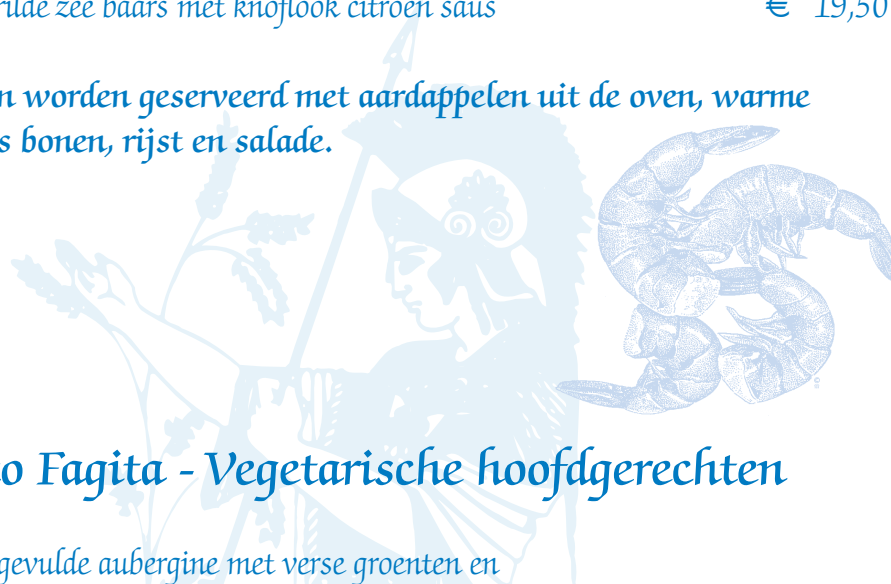 zee baars met knoflook citroen saus € 19,50
worden geserveerd met aardappelen uit de oven, warme
bonen, rijst en salade.
Fagita - Vegetarische hoofdgerechten
gevulde aubergine met verse groenten en